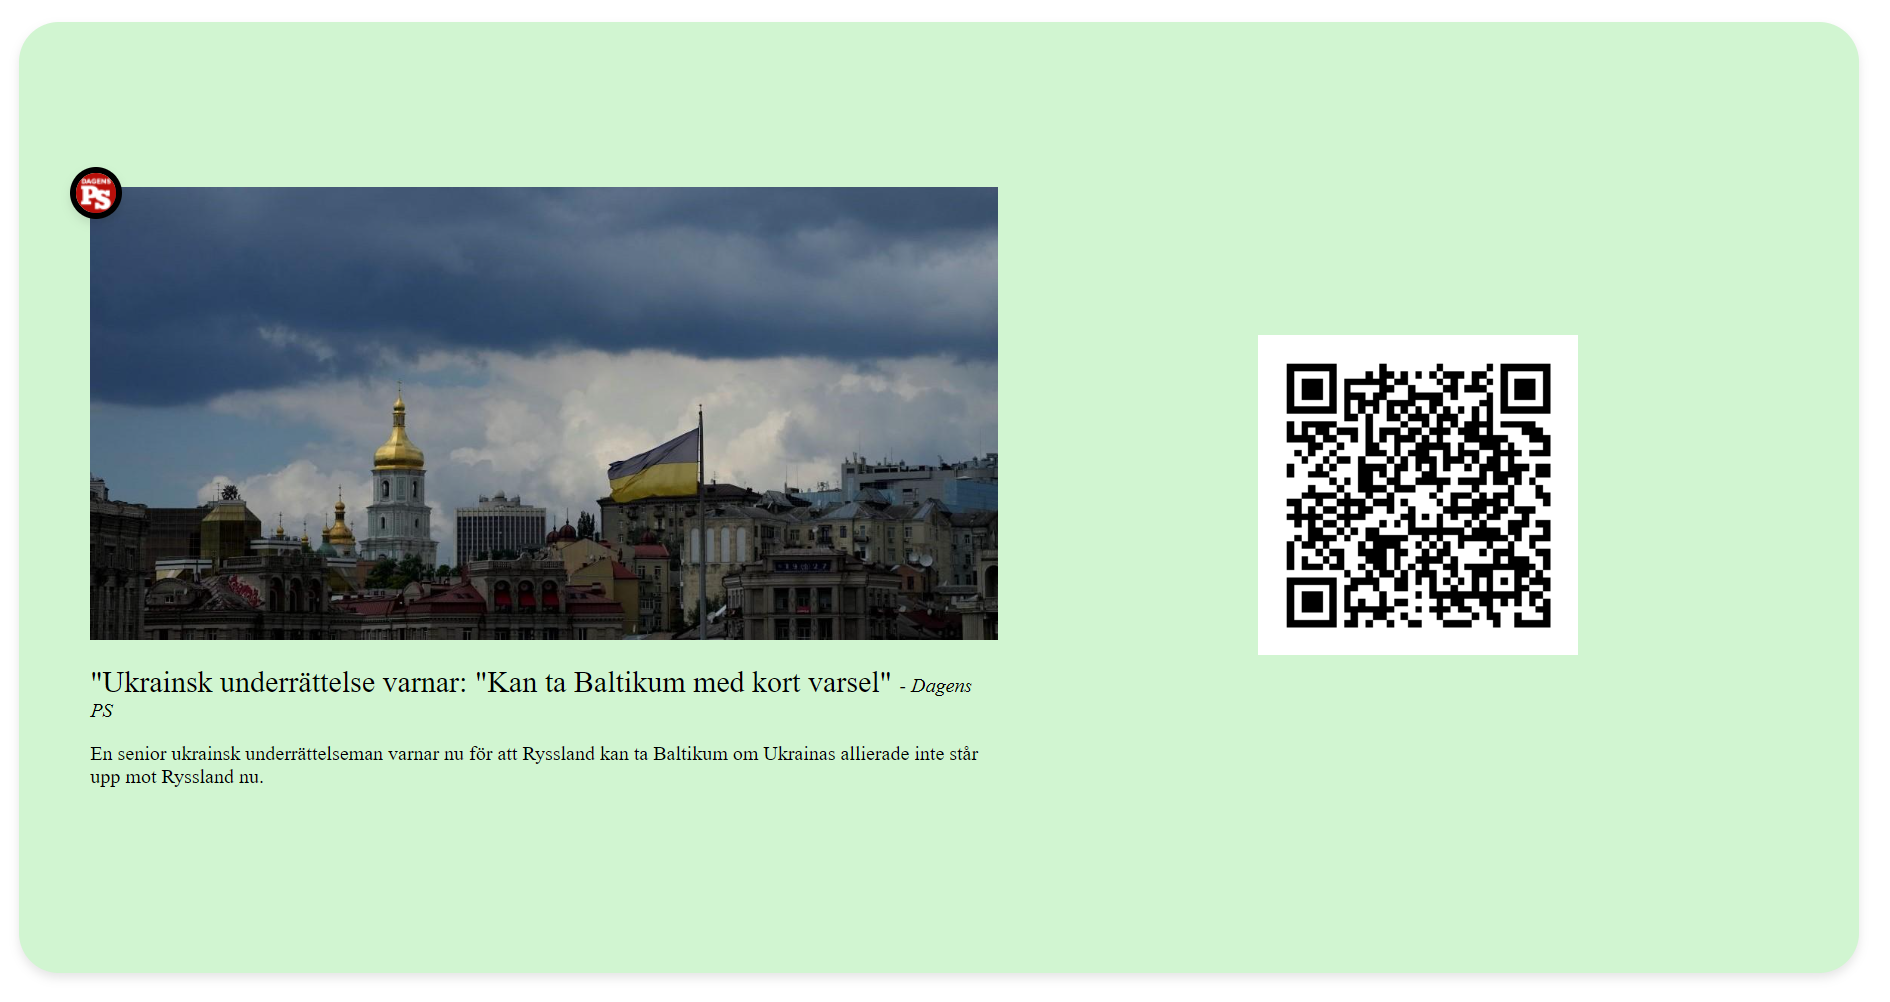 DAGENS
PS
"Ukrainsk underrättelse varnar: "Kan ta Baltikum med kort varsel" - Dagens
PS
En senior ukrainsk underrättelseman varnar nu för att Ryssland kan ta Baltikum om Ukrainas allierade inte står
upp mot Ryssland nu.